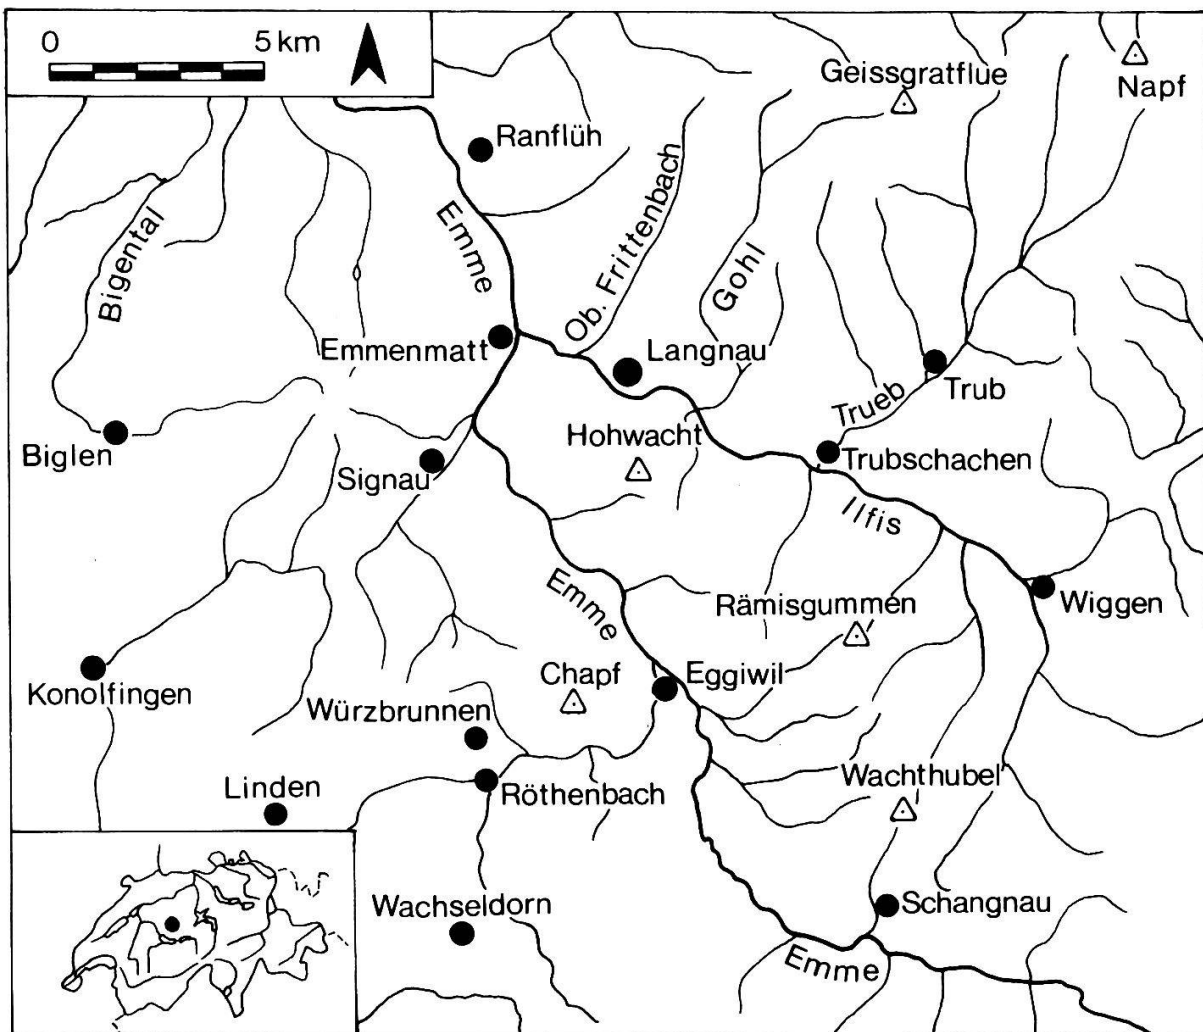 0 5 km
Geissgratflue
Napf
Ranflüh
Emme
Ob. Frittenbach
Gohl
Bigental
Emmenmatt
Langnau
Trueb
Trub
Biglen
Hohwacht
Signau
Trubschachen
Ilfis
Emme
Rämisgummen
Wiggen
Konolfingen
Chapf
Eggiwil
Würzbrunnen
Linden
Röthenbach
Wachthubel
Wachseldorn
Schangnau
Emme